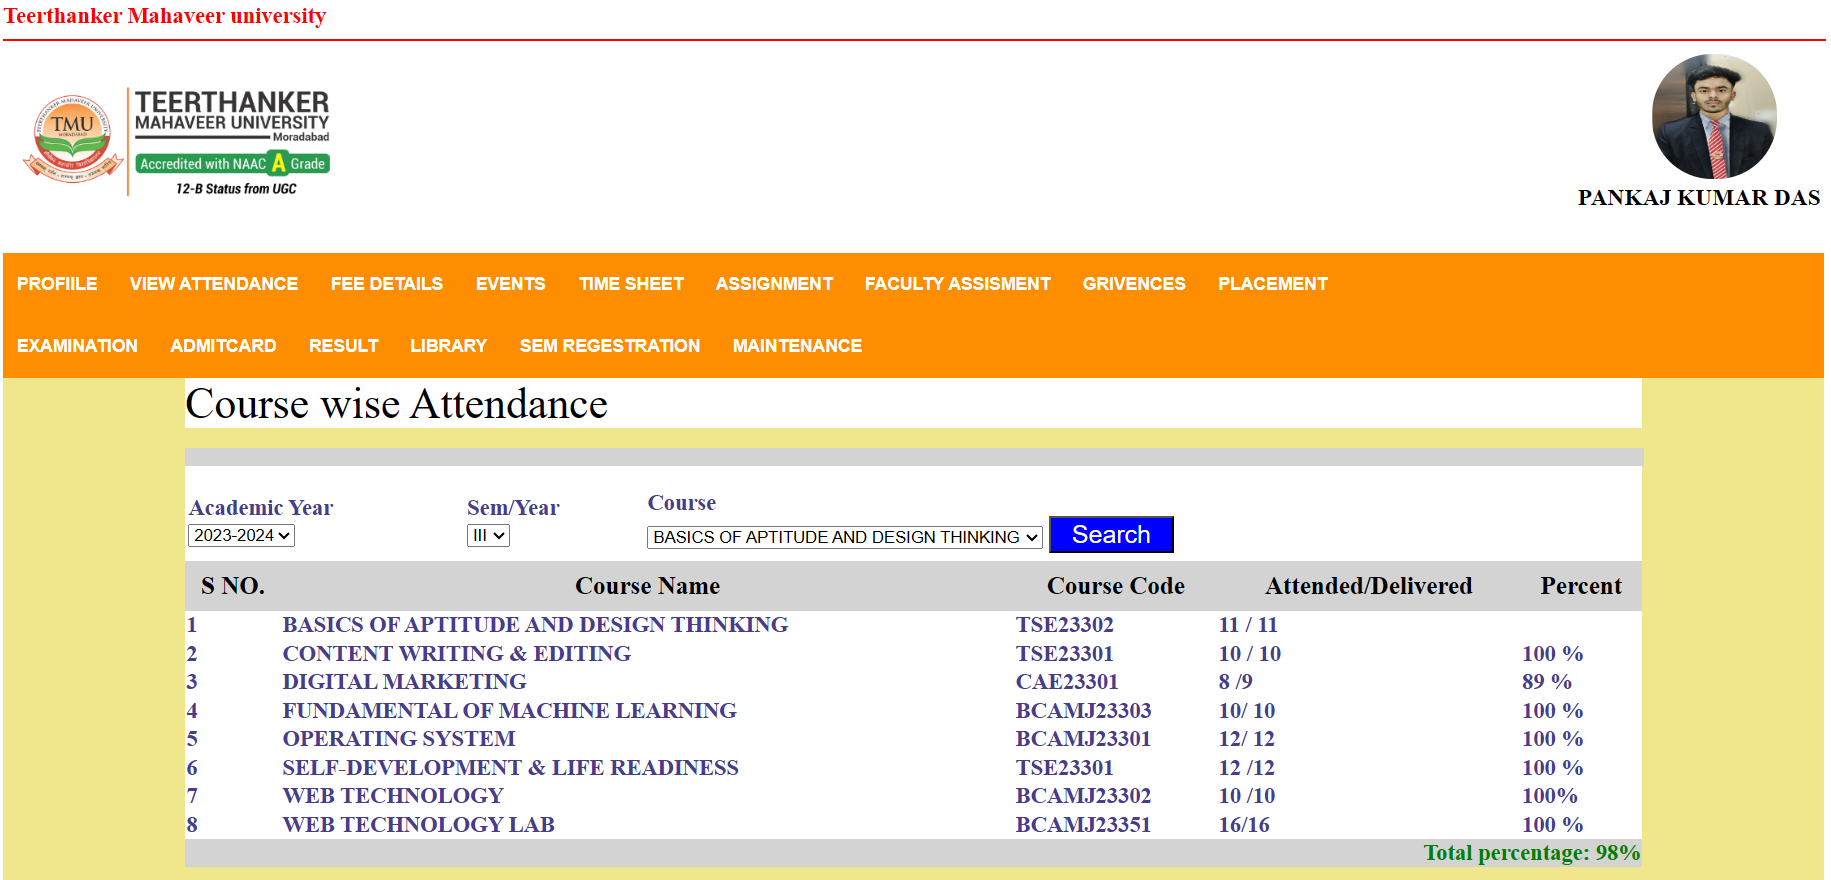 Teerthanker Mahaveer university
TMU
TEERTHANKER
MAHAVEER UNIVERSITY
Moradabad
Accredited with NAAC A Grade
12-B Status from UGC
PANKAJ KUMAR DAS
PROFIILE VIEW ATTENDANCE FEE DETAILS EVENTS TIME SHEET ASSIGNMENT FACULTY ASSISMENT GRIVENCES PLACEMENT
EXAMINATION ADMITCARD RESULT LIBRARY SEM REGESTRATION MAINTENANCE
Course wise Attendance
Academic Year Sem/Year Course
2023-2024 III BASICS OF APTITUDE AND DESIGN THINKING Search
S NO. Course Name Course Code Attended/Delivered Percent
1 BASICS OF APTITUDE AND DESIGN THINKING TSE23302 11 / 11
2 CONTENT WRITING & EDITING TSE23301 10 / 10 100 %
3 DIGITAL MARKETING CAE23301 8 /9 89 %
4 FUNDAMENTAL OF MACHINE LEARNING BCAMJ23303 10/ 10 100 %
5 OPERATING SYSTEM BCAMJ23301 12/ 12 100 %
6 SELF-DEVELOPMENT & LIFE READINESS TSE23301 12 /12 100 %
7 WEB TECHNOLOGY BCAMJ23302 10 /10 100%
8 WEB TECHNOLOGY LAB BCAMJ23351 16/16 100 %
Total percentage: 98%